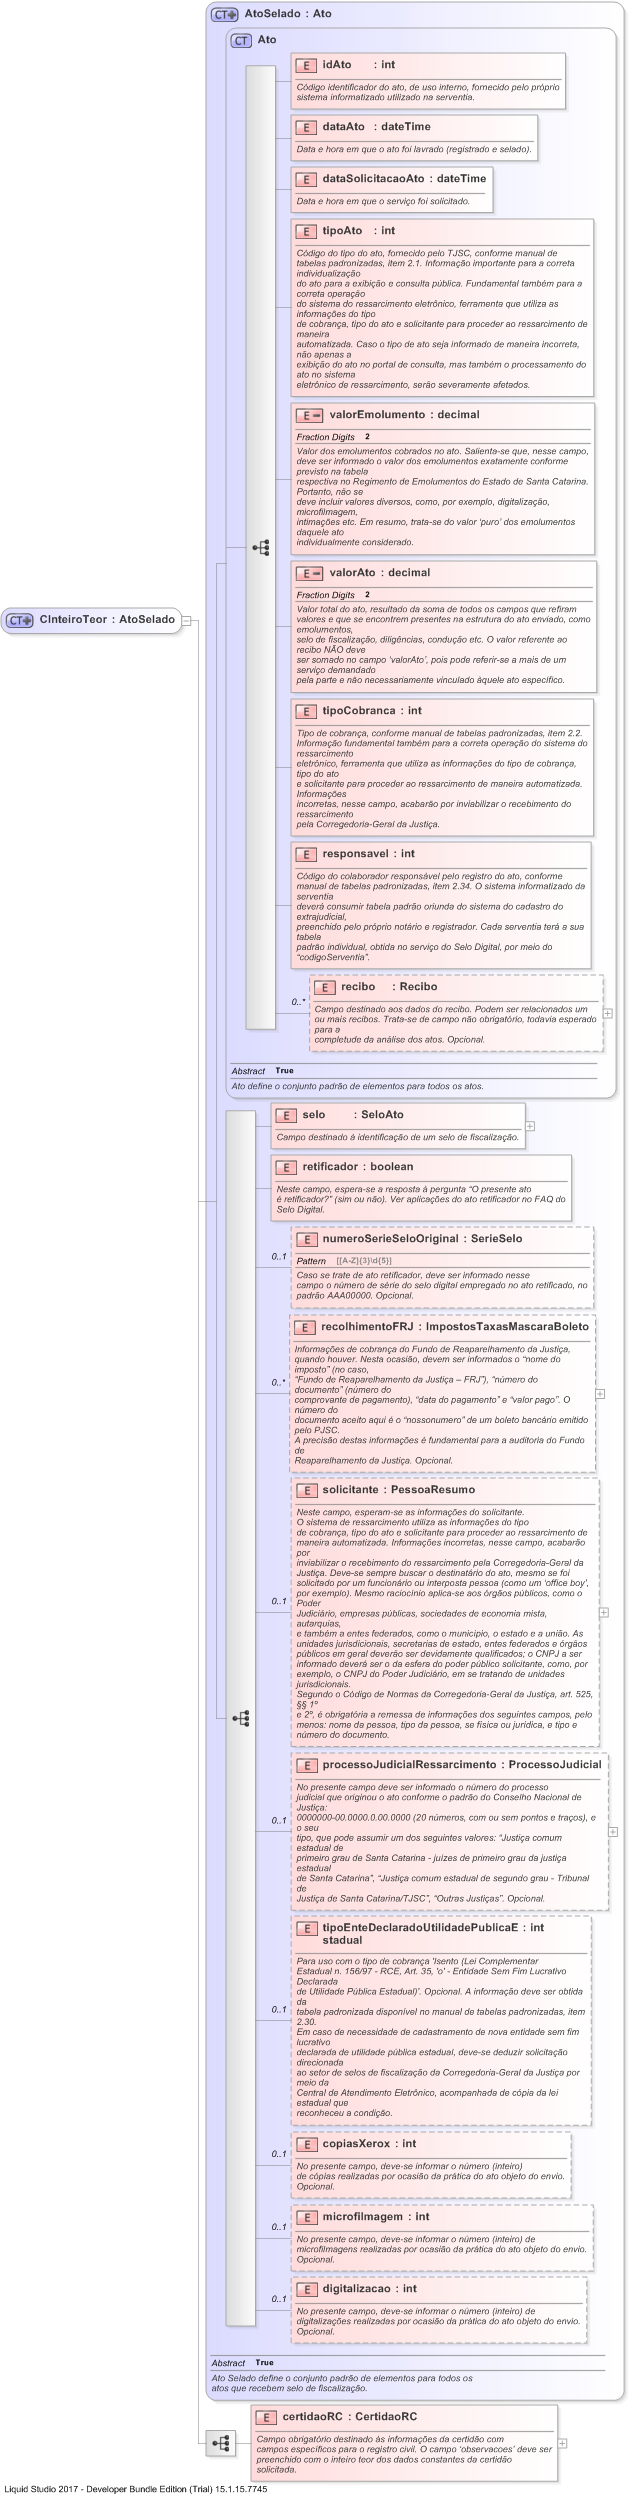 AtoSelado : Ato
Ato
idAto : int
Código identificador do ato, de uso interno, fornecido pelo próprio
sistema informatizado utilizado na serventia.
dataAto : dateTime
Data e hora em que o ato foi lavrado (registrado e selado).
dataSolicitacaoAto : dateTime
Data e hora em que o serviço foi solicitado.
tipoAto : int
Código do tipo do ato, fornecido pelo TJSC, conforme manual de
tabelas padronizadas, item 2.1. Informação importante para a correta
individualização
do ato para a exibição e consulta pública. Fundamental também para a
correta operação
do sistema do ressarcimento eletrônico, ferramenta que utiliza as
informações do tipo
de cobrança, tipo do ato e solicitante para proceder ao ressarcimento de
maneira
automatizada. Caso o tipo de ato seja informado de maneira incorreta,
não apenas a
exibição do ato no portal de consulta, mas também o processamento do
ato no sistema
eletrônico de ressarcimento, serão severamente afetados.
valorEmolumento : decimal
Fraction Digits 2
Valor dos emolumentos cobrados no ato. Salienta-se que, nesse campo,
deve ser informado o valor dos emolumentos exatamente conforme
previsto na tabela
respectiva no Regimento de Emolumentos do Estado de Santa Catarina.
Portanto, não se
deve incluir valores diversos, como, por exemplo, digitalização,
microfilmagem,
intimações etc. Em resumo, trata-se do valor ‘puro’ dos emolumentos
daquele ato
individualmente considerado.
valorAto : decimal
Fraction Digits 2
Valor total do ato, resultado da soma de todos os campos que refiram
valores e que se encontrem presentes na estrutura do ato enviado, como
emolumentos,
selo de fiscalização, diligências, condução etc. O valor referente ao
recibo NÃO deve
ser somado no campo ‘valorAto’, pois pode referir-se a mais de um
serviço demandado
pela parte e não necessariamente vinculado àquele ato específico.
tipoCobranca : int
Tipo de cobrança, conforme manual de tabelas padronizadas, item 2.2.
Informação fundamental também para a correta operação do sistema do
ressarcimento
eletrônico, ferramenta que utiliza as informações do tipo de cobrança,
tipo do ato
e solicitante para proceder ao ressarcimento de maneira automatizada.
Informações
incorretas, nesse campo, acabarão por inviabilizar o recebimento do
ressarcimento
pela Corregedoria-Geral da Justiça.
CInteiroTeor : AtoSelado
responsavel : int
Código do colaborador responsável pelo registro do ato, conforme
manual de tabelas padronizadas, item 2.34. O sistema informatizado da
serventia
deverá consumir tabela padrão oriunda do sistema do cadastro do
extrajudicial,
preenchido pelo próprio notário e registrador. Cada serventia terá a sua
tabela
padrão individual, obtida no serviço do Selo Digital, por meio do
“codigoServentia”.
recibo : Recibo
0..*
Campo destinado aos dados do recibo. Podem ser relacionados um
ou mais recibos. Trata-se de campo não obrigatório, todavia esperado
para a
completude da análise dos atos. Opcional.
Abstract True
Ato define o conjunto padrão de elementos para todos os atos.
selo : SeloAto
Campo destinado à identificação de um selo de fiscalização.
retificador : boolean
Neste campo, espera-se a resposta à pergunta “O presente ato
é retificador?” (sim ou não). Ver aplicações do ato retificador no FAQ do
Selo Digital.
numeroSerieSeloOriginal : SerieSelo
0..1
Pattern [[A-Z]{3}\d{5}]
Caso se trate de ato retificador, deve ser informado nesse
campo o número de série do selo digital empregado no ato retificado, no
padrão AAA00000. Opcional.
recolhimentoFRJ : ImpostosTaxasMascaraBoleto
0..*
Informações de cobrança do Fundo de Reaparelhamento da Justiça,
quando houver. Nesta ocasião, devem ser informados o “nome do
imposto” (no caso,
“Fundo de Reaparelhamento da Justiça – FRJ”), “número do
documento” (número do
comprovante de pagamento), “data do pagamento” e “valor pago”. O
número do
documento aceito aqui é o “nossonumero” de um boleto bancário emitido
pelo PJSC.
A precisão destas informações é fundamental para a auditoria do Fundo
de
Reaparelhamento da Justiça. Opcional.
solicitante : PessoaResumo
0..1
Neste campo, esperam-se as informações do solicitante.
O sistema de ressarcimento utiliza as informações do tipo
de cobrança, tipo do ato e solicitante para proceder ao ressarcimento de
maneira automatizada. Informações incorretas, nesse campo, acabarão
por
inviabilizar o recebimento do ressarcimento pela Corregedoria-Geral da
Justiça. Deve-se sempre buscar o destinatário do ato, mesmo se foi
solicitado por um funcionário ou interposta pessoa (como um ‘office boy’,
por exemplo). Mesmo raciocínio aplica-se aos órgãos públicos, como o
Poder
Judiciário, empresas públicas, sociedades de economia mista,
autarquias,
e também a entes federados, como o município, o estado e a união. As
unidades jurisdicionais, secretarias de estado, entes federados e órgãos
públicos em geral deverão ser devidamente qualificados; o CNPJ a ser
informado deverá ser o da esfera do poder público solicitante, como, por
exemplo, o CNPJ do Poder Judiciário, em se tratando de unidades
jurisdicionais.
Segundo o Código de Normas da Corregedoria-Geral da Justiça, art. 525,
§§ 1º
e 2º, é obrigatória a remessa de informações dos seguintes campos, pelo
menos: nome da pessoa, tipo da pessoa, se física ou jurídica, e tipo e
número do documento.
processoJudicialRessarcimento : ProcessoJudicial
0..1
No presente campo deve ser informado o número do processo
judicial que originou o ato conforme o padrão do Conselho Nacional de
Justiça:
0000000-00.0000.0.00.0000 (20 números, com ou sem pontos e traços), e
o seu
tipo, que pode assumir um dos seguintes valores: “Justiça comum
estadual de
primeiro grau de Santa Catarina - juízes de primeiro grau da justiça
estadual
de Santa Catarina”, “Justiça comum estadual de segundo grau - Tribunal
de
Justiça de Santa Catarina/TJSC”, “Outras Justiças”. Opcional.
tipoEnteDeclaradoUtilidadePublicaE : int
stadual
0..1
Para uso com o tipo de cobrança 'Isento (Lei Complementar
Estadual n. 156/97 - RCE, Art. 35, 'o' - Entidade Sem Fim Lucrativo
Declarada
de Utilidade Pública Estadual)'. Opcional. A informação deve ser obtida
da
tabela padronizada disponível no manual de tabelas padronizadas, item
2.30.
Em caso de necessidade de cadastramento de nova entidade sem fim
lucrativo
declarada de utilidade pública estadual, deve-se deduzir solicitação
direcionada
ao setor de selos de fiscalização da Corregedoria-Geral da Justiça por
meio da
Central de Atendimento Eletrônico, acompanhada de cópia da lei
estadual que
reconheceu a condição.
copiasXerox : int
0..1
No presente campo, deve-se informar o número (inteiro)
de cópias realizadas por ocasião da prática do ato objeto do envio.
Opcional.
microfilmagem : int
0..1
No presente campo, deve-se informar o número (inteiro) de
microfilmagens realizadas por ocasião da prática do ato objeto do envio.
Opcional.
digitalizacao : int
0..1
No presente campo, deve-se informar o número (inteiro) de
digitalizações realizadas por ocasião da prática do ato objeto do envio.
Opcional.
Abstract True
Ato Selado define o conjunto padrão de elementos para todos os
atos que recebem selo de fiscalização.
certidaoRC : CertidaoRC
Campo obrigatório destinado às informações da certidão com
campos específicos para o registro civil. O campo ‘observacoes’ deve ser
preenchido com o inteiro teor dos dados constantes da certidão
solicitada.
Liquid Studio 2017 - Developer Bundle Edition (Trial) 15.1.15.7745